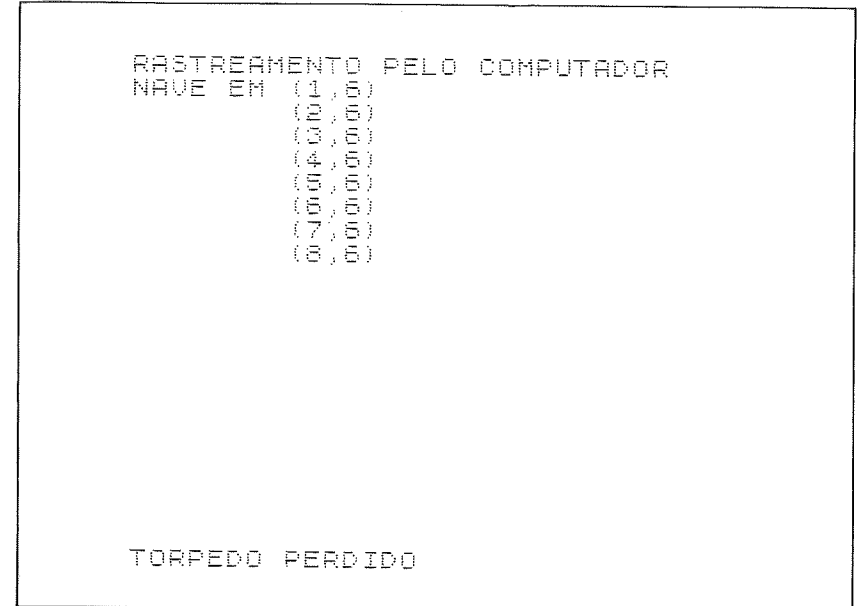 RASTREAMENTO PELO COMPUTADOR
NAVE EM (1,6)
(2,6)
(3,6)
(4,6)
(5,6)
(6,6)
(7,6)
(8,6)
TORPEDO PERDIDO